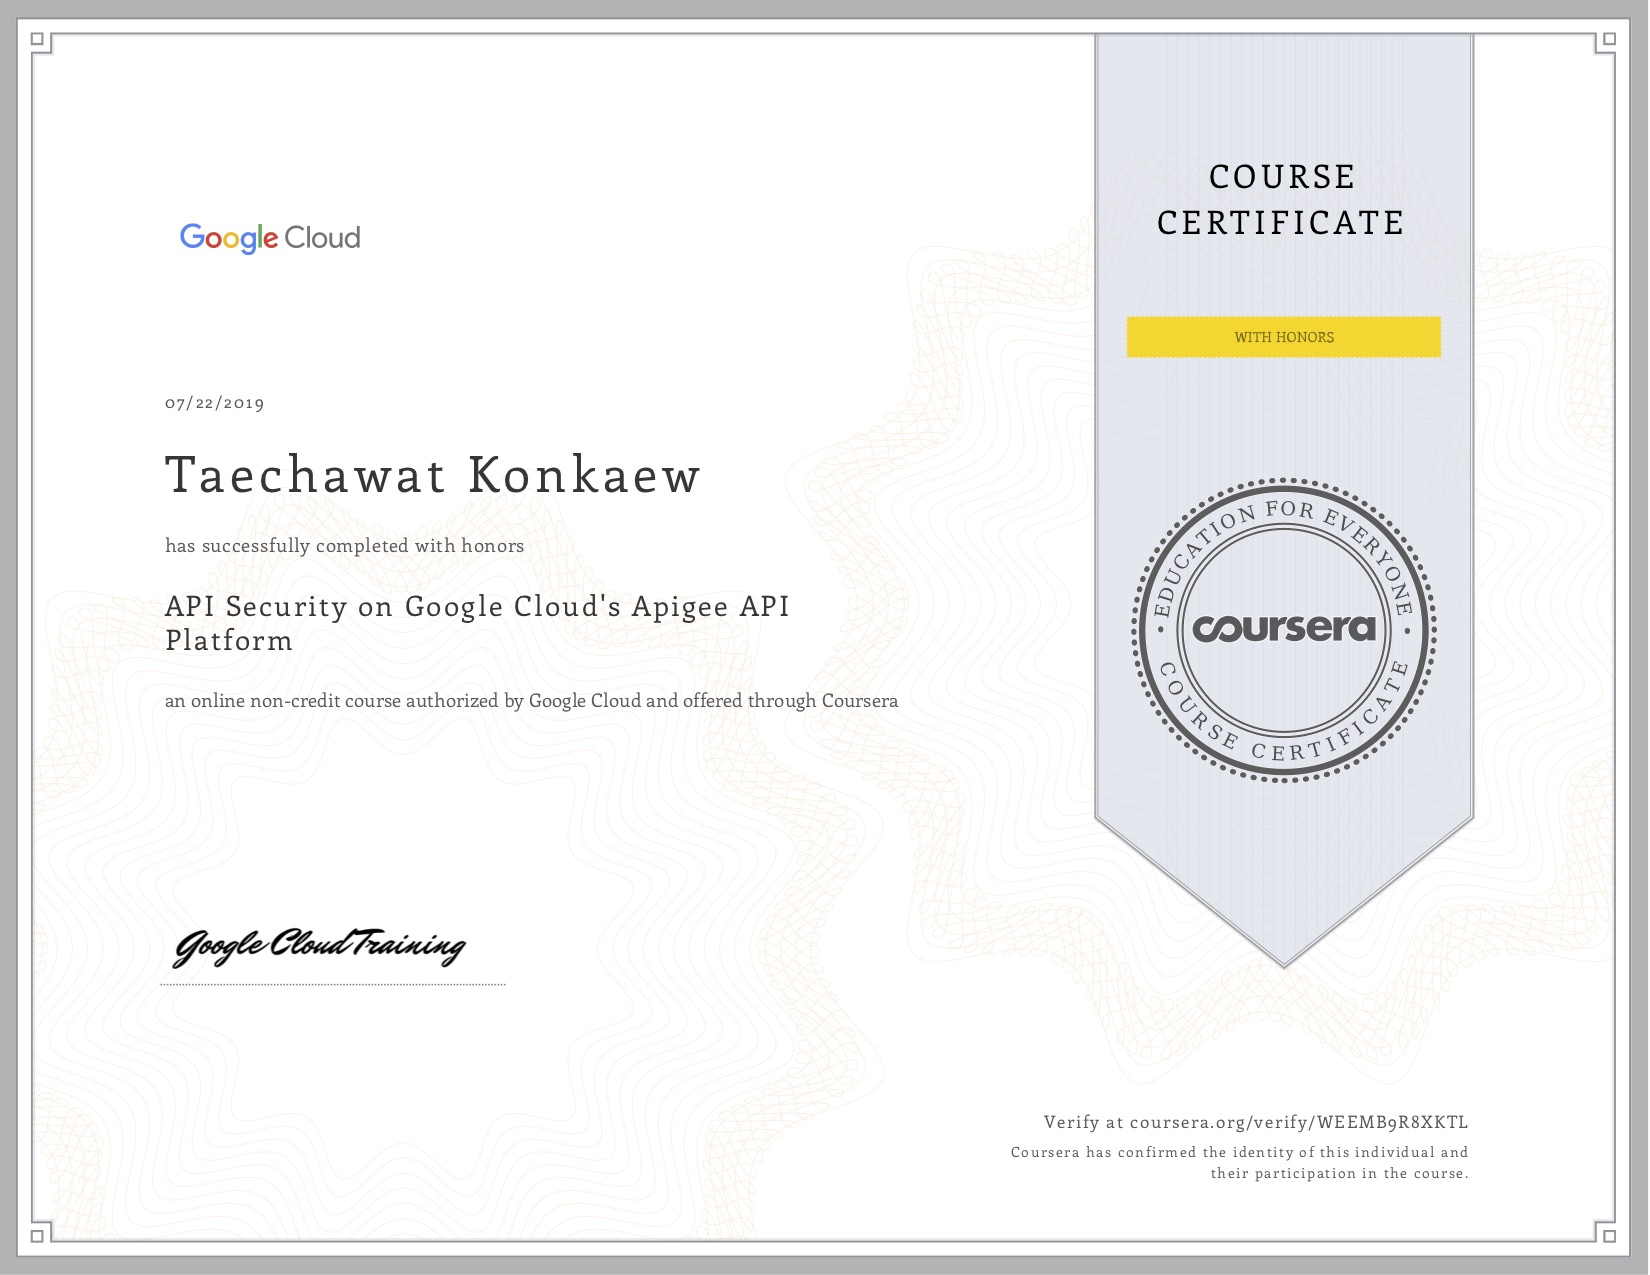 Google Cloud
COURSE
CERTIFICATE
WITH HONORS
07/22/2019
Taechawat Konkaew
has successfully completed with honors
API Security on Google Cloud's Apigee API
Platform
an online non-credit course authorized by Google Cloud and offered through Coursera
EDUCATION FOR EVERYONE
coursera
COURSE CERTIFICATE
Google Cloud Training
Verify at coursera.org/verify/WEEMB9R8XKTL
Coursera has confirmed the identity of this individual and
their participation in the course.